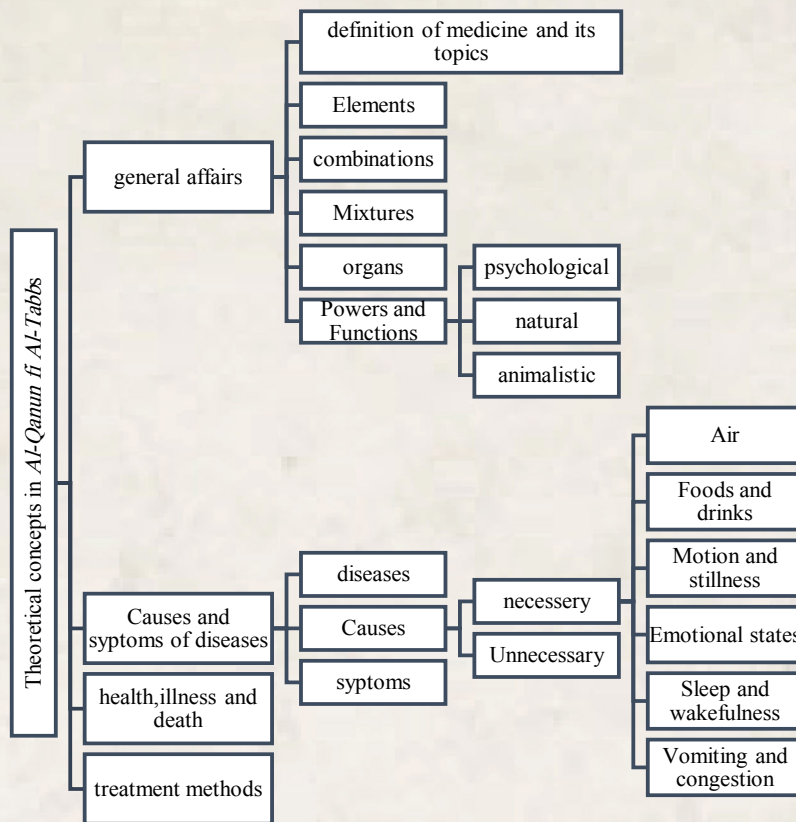 Theoretical concepts in Al-Qanun fi Al-Tabbs
general affairs
definition of medicine and its
topics
Elements
combinations
Mixtures
organs
Powers and
Functions
psychological
natural
animalistic
Causes and
syptoms of diseases
diseases
Causes
necessery
Air
Foods and
drinks
Motion and
stillness
Emotional states
Sleep and
wakefulness
Vomiting and
congestion
Unnecessary
syptoms
health,illness and
death
treatment methods